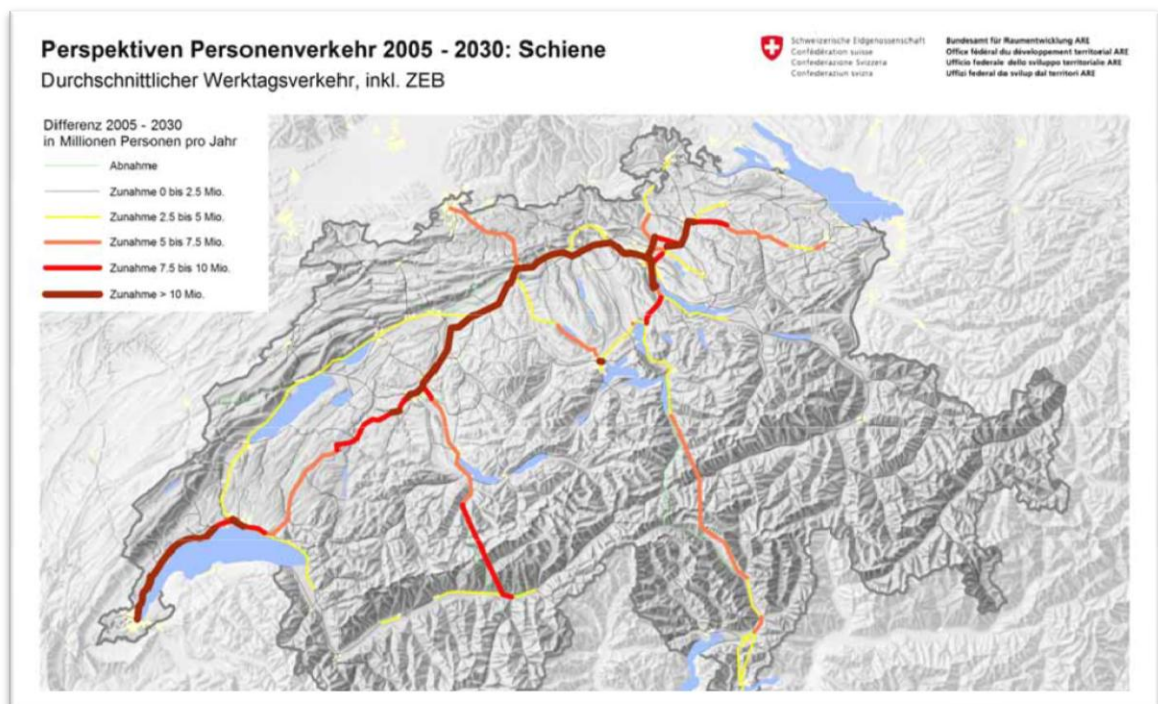 Perspektiven Personenverkehr 2005 - 2030: Schiene
Durchschnittlicher Werktagsverkehr, inkl. ZEB
Schweizerische Eidgenossenschaft
Confédération suisse
Confederazione Svizzera
Confederaziun svizra
Bundesamt für Raumentwicklung ARE
Office fédéral du développement territorial ARE
Ufficio federale dello sviluppo territoriale ARE
Uffizi federal da svilup dal territori ARE
Differenz 2005 - 2030
in Millionen Personen pro Jahr
Abnahme
Zunahme 0 bis 2.5 Mio.
Zunahme 2.5 bis 5 Mio.
Zunahme 5 bis 7.5 Mio.
Zunahme 7.5 bis 10 Mio.
Zunahme > 10 Mio.